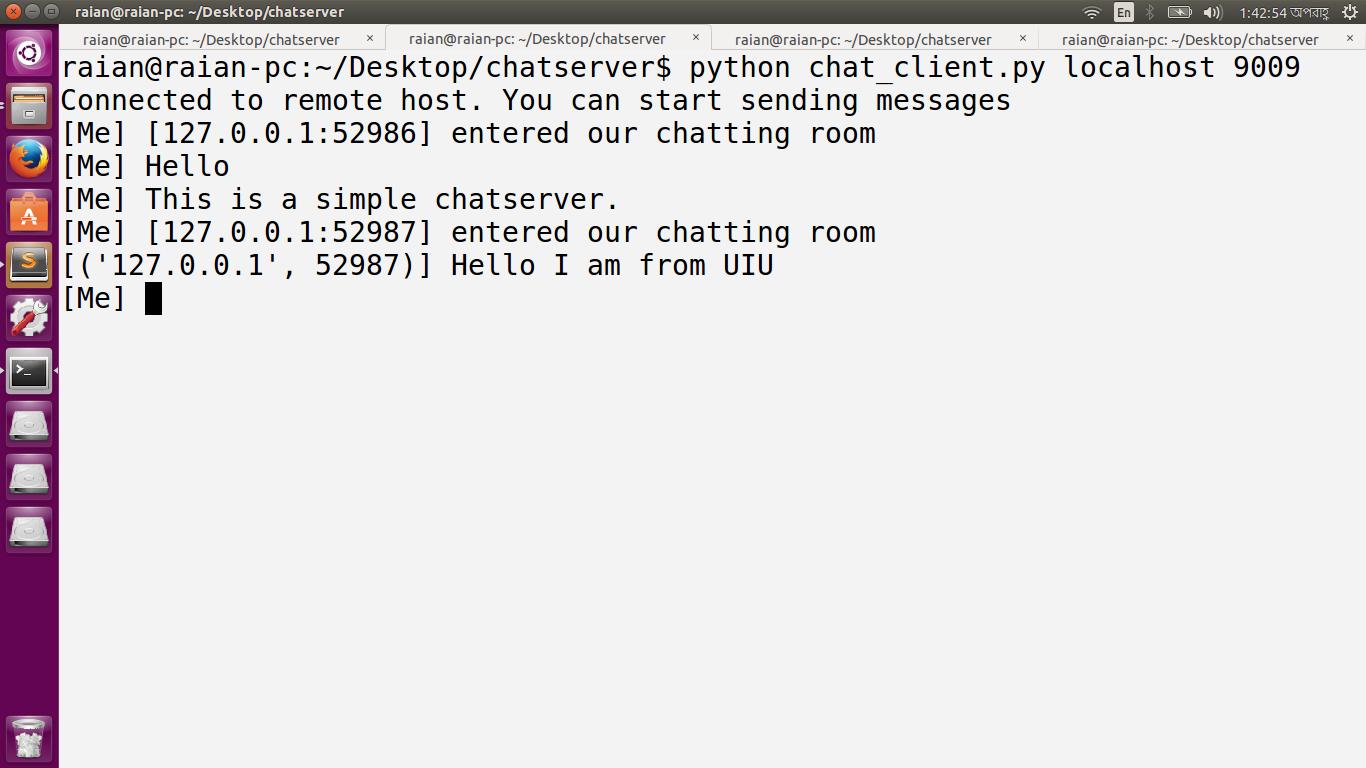 raian@raian-pc: ~/Desktop/chatserver
En
1:42:54 অপরাহ্ণ
raian@raian-pc: ~/Desktop/chatserver ×
raian@raian-pc: ~/Desktop/chatserver ×
raian@raian-pc: ~/Desktop/chatserver ×
raian@raian-pc: ~/Desktop/chatserver ×
raian@raian-pc:~/Desktop/chatserver$ python chat_client.py localhost 9009
Connected to remote host. You can start sending messages
[Me] [127.0.0.1:52986] entered our chatting room
[Me] Hello
[Me] This is a simple chatserver.
[Me] [127.0.0.1:52987] entered our chatting room
[('127.0.0.1', 52987)] Hello I am from UIU
[Me]